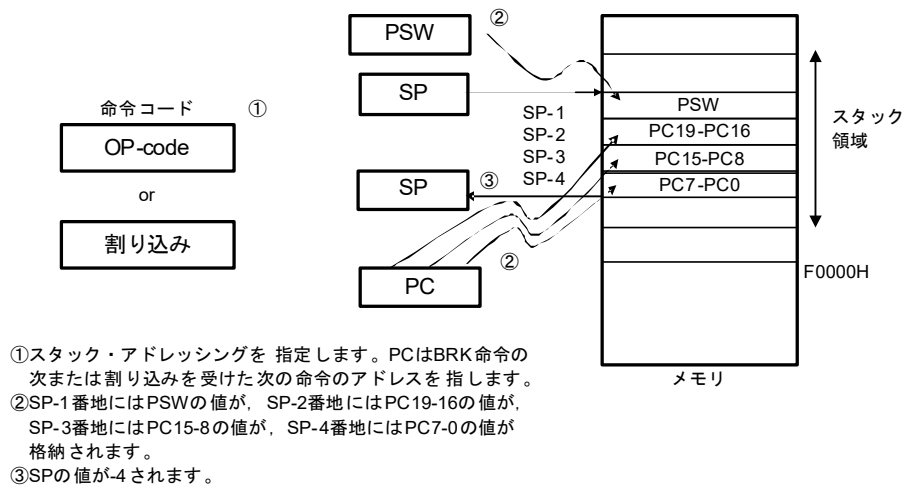 PSW
②
SP
命令コード
①
OP-code
or
割り込み
SP-1
SP-2
SP-3
SP-4
SP
③
②
PC
PSW
PC19-PC16
PC15-PC8
PC7-PC0
スタック
領域
F0000H
メモリ
①スタック・アドレッシングを指定します。PCはBRK命令の
次または割り込みを受けた次の命令のアドレスを指します。
②SP-1番地にはPSWの値が，SP-2番地にはPC19-16の値が，
SP-3番地にはPC15-8の値が，SP-4番地にはPC7-0の値が
格納されます。
③SPの値が-4されます。